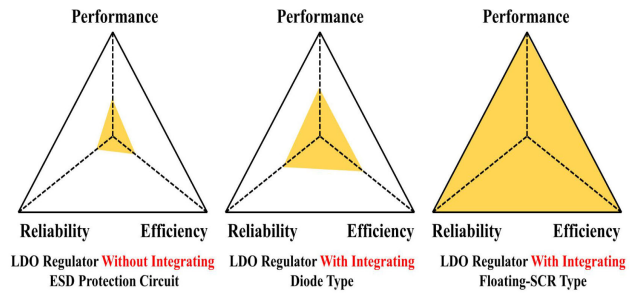 Performance
Reliability Efficiency
LDO Regulator Without Integrating
ESD Protection Circuit
Performance
Reliability Efficiency
LDO Regulator With Integrating
Diode Type
Performance
Reliability Efficiency
LDO Regulator With Integrating
Floating-SCR Type